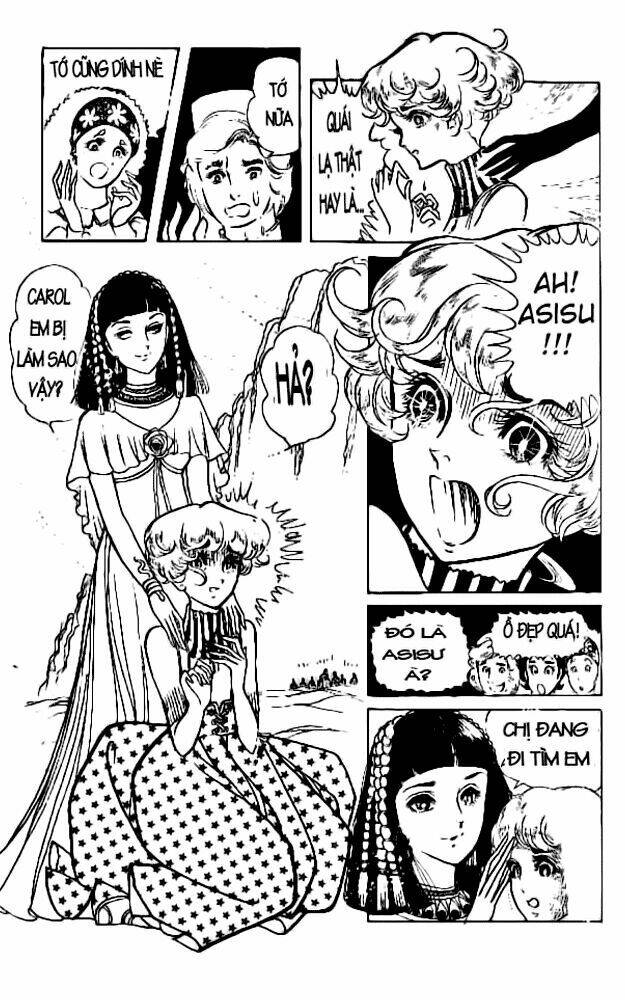 TỚ CŨNG DÍNH NÈ
TỚ
NỮA
QUÁI
LẠ THẬT
HAY LÀ...
AH!
ASISU
!!!
CAROL
EM BỊ
LÀM SAO
VẬY?
HẢ?
ĐÓ LÀ
ASISƯ
À?
Ồ ĐẸP QUÁ!
CHỊ ĐANG
ĐI TÌM EM